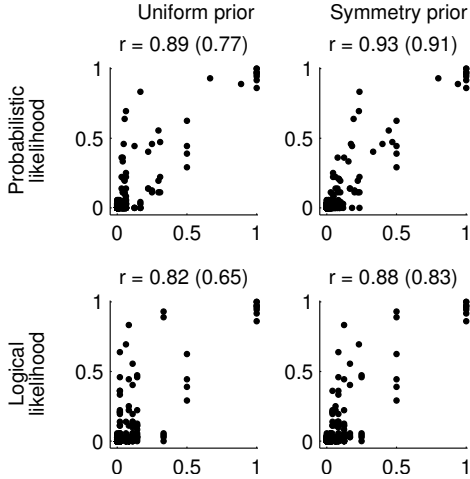 Uniform prior
Symmetry prior
r = 0.89 (0.77)
r = 0.93 (0.91)
Probabilistic
likelihood
1
0.5
0
0
0.5
1
1
0.5
0
0
0.5
1
r = 0.82 (0.65)
r = 0.88 (0.83)
Logical
likelihood
1
0.5
0
0
0.5
1
1
0.5
0
0
0.5
1